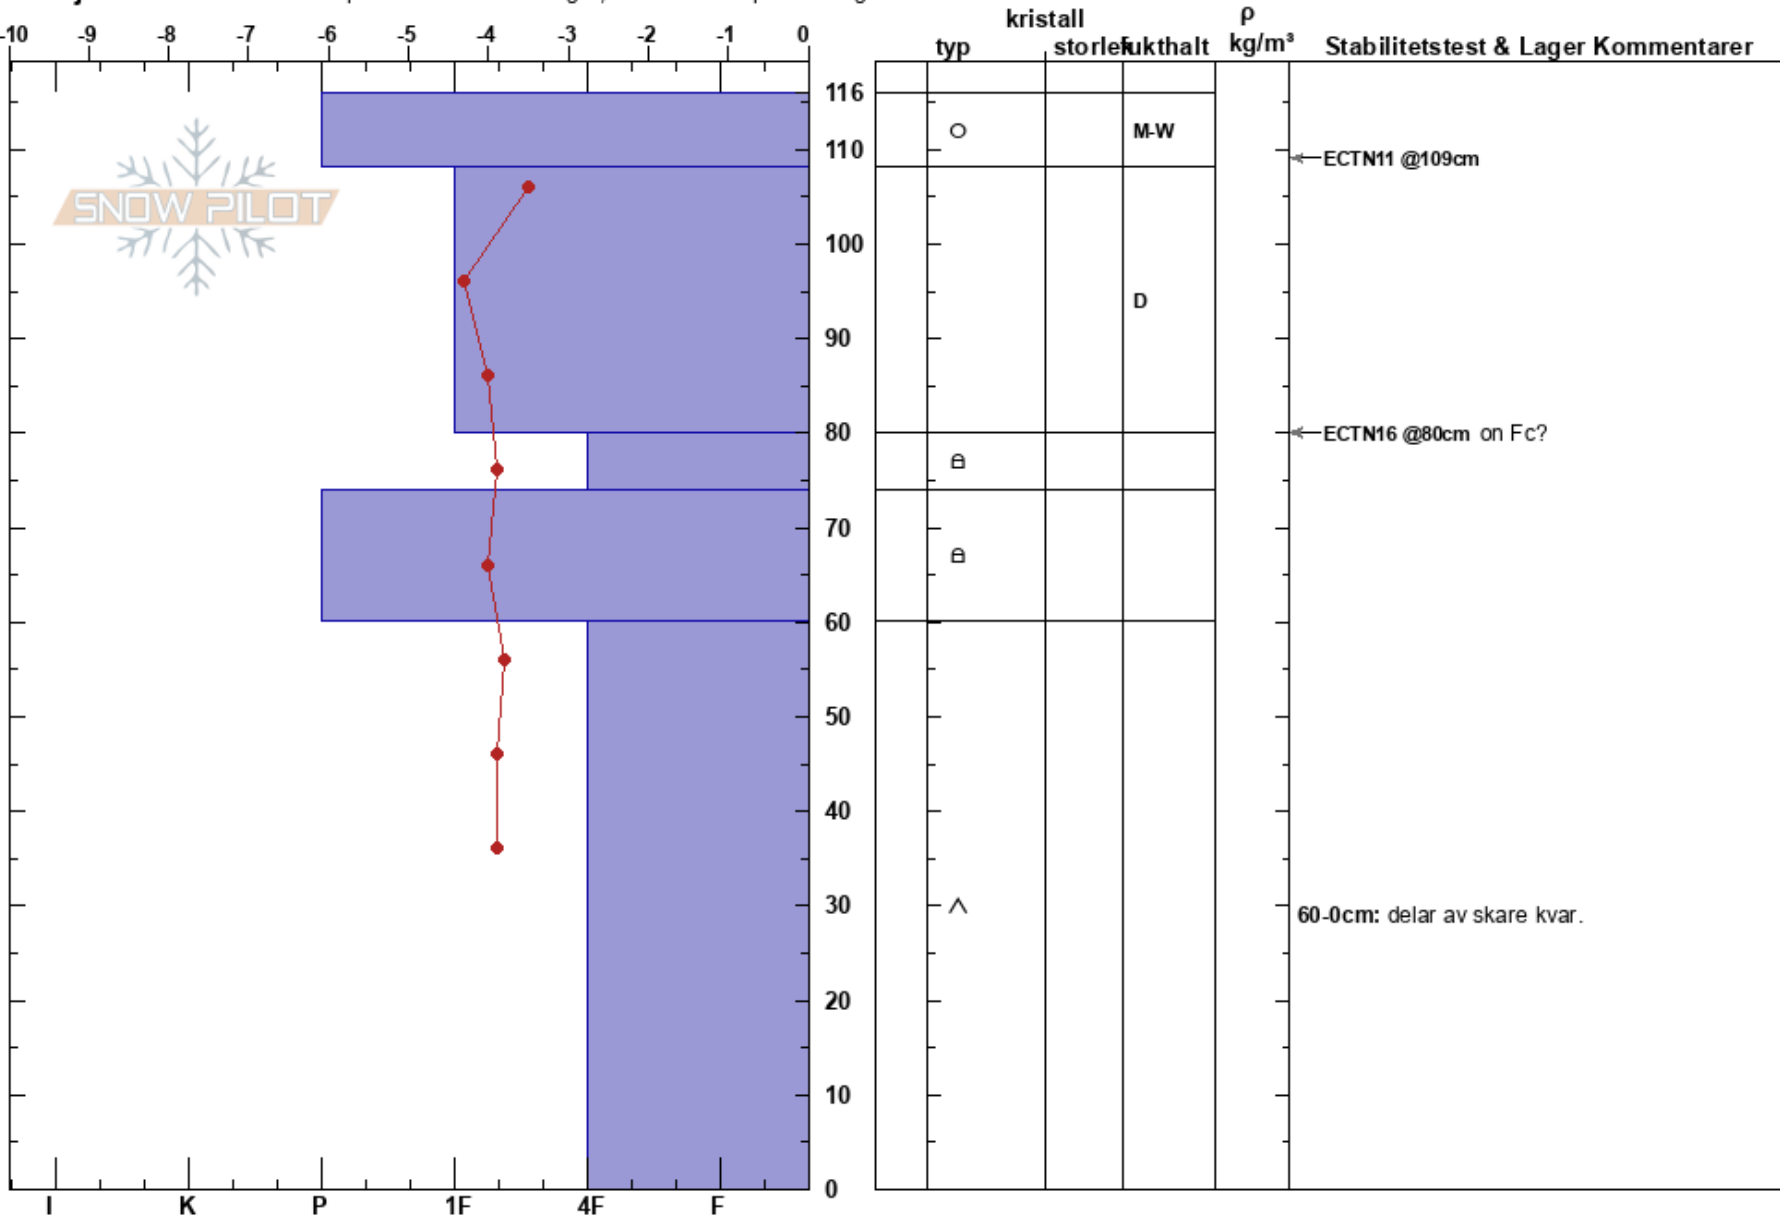 kristall ρ
-10 -9 -8 -7 -6 -5 -4 -3 -2 -1 0 typ storlek fukthalt kg/m³ Stabilitetstest & Lager Kommentarer
116
M-W
110
ECTN11 @109cm
SNOW PILOT
100
D
90
80
ECTN16 @80cm on Fc?
70
60
50
40
30
60-0cm: delar av skare kvar.
20
10
0
I K P 1F 4F F